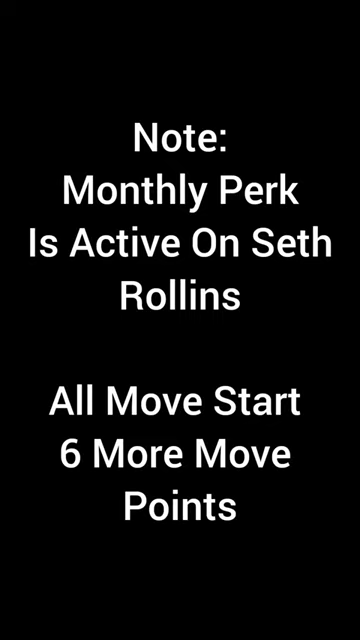 Note:
Monthly Perk
Is Active On Seth
Rollins
All Move Start
6 More Move
Points